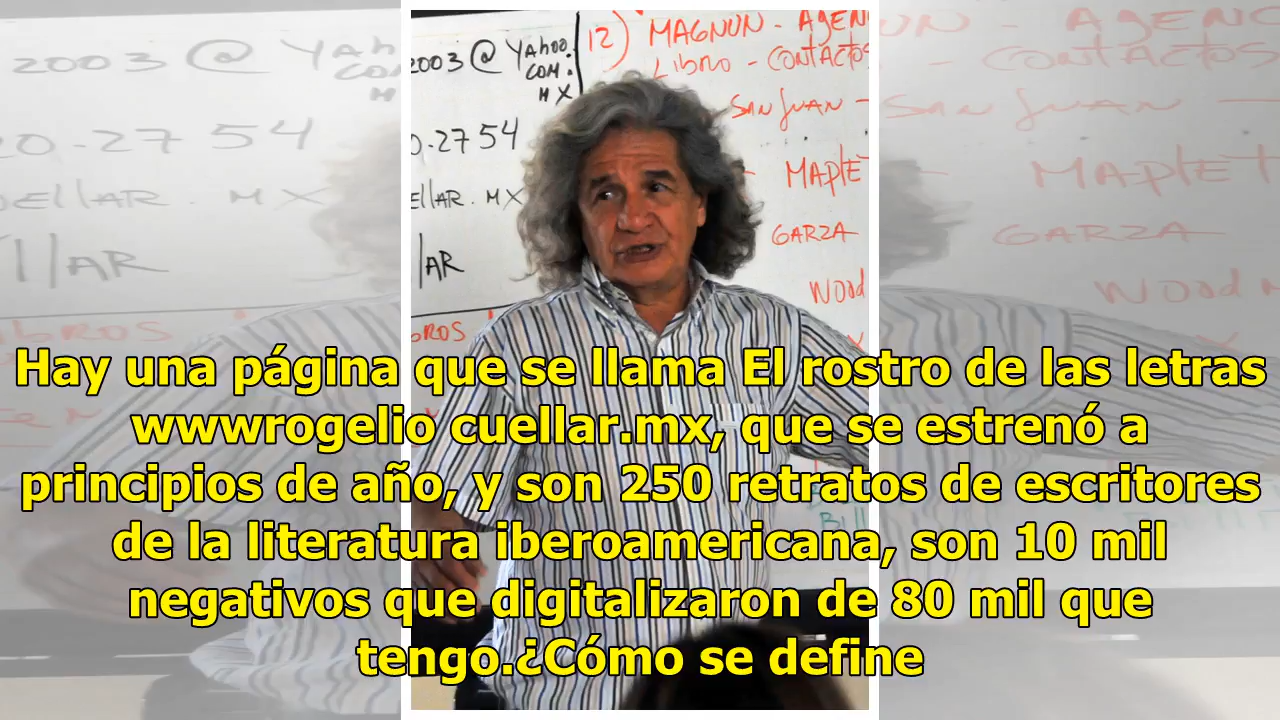 2003 @ Yahoo.
COM.
MX
12) MAGNUN - AGENC
LIBRO - CONTACTOS
SAN JUAN -
0.2754
MAPLET
EllAR. MX
GARZA
llAR
Wood
BROS
Hay una página que se llama El rostro de las letras
wwwrogelio cuellar.mx, que se estrenó a
principios de año, y son 250 retratos de escritores
de la literatura iberoamericana, son 10 mil
negativos que digitalizaron de 80 mil que
tengo.¿Cómo se define